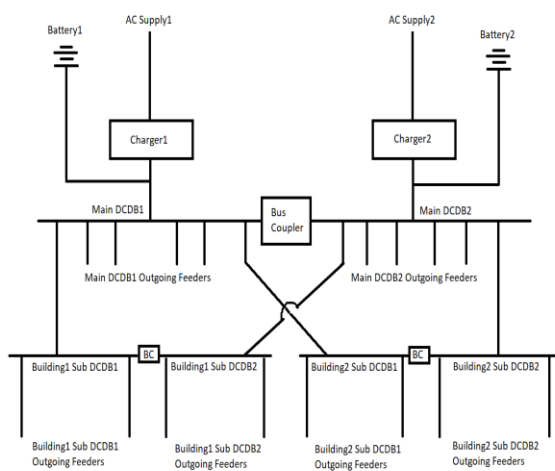 AC Supply1
AC Supply2
Battery1
Battery2
Charger1
Charger2
Main DCDB1
Bus
Coupler
Main DCDB2
Main DCDB1 Outgoing Feeders
Main DCDB2 Outgoing Feeders
BC
BC
Building1 Sub DCDB1
Building1 Sub DCDB2
Building2 Sub DCDB1
Building2 Sub DCDB2
Building1 Sub DCDB1
Outgoing Feeders
Building1 Sub DCDB2
Outgoing Feeders
Building2 Sub DCDB1
Outgoing Feeders
Building2 Sub DCDB2
Outgoing Feeders